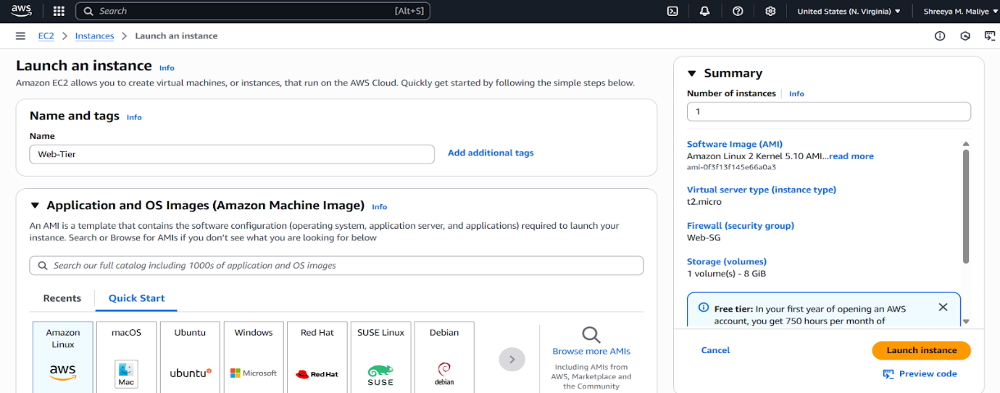 aws
Search
[Alt+S]
United States (N. Virginia)
Shreeya M. Maliye
EC2 > Instances > Launch an instance
Launch an instance Info
Amazon EC2 allows you to create virtual machines, or instances, that run on the AWS Cloud. Quickly get started by following the simple steps below.
Name and tags Info
Name
Web-Tier
Add additional tags
Application and OS Images (Amazon Machine Image) Info
An AMI is a template that contains the software configuration (operating system, application server, and applications) required to launch your
instance. Search or Browse for AMIs if you don't see what you are looking for below
Search our full catalog including 1000s of application and OS images
Recents
Quick Start
Amazon
Linux
aws
macOS
Mac
Ubuntu
ubuntu
Windows
Microsoft
Red Hat
Red Hat
SUSE Linux
SUSE
Debian
debian
Browse more AMIs
Including AMIs from
AWS, Marketplace and
the Community
Summary
Number of instances Info
1
Software Image (AMI)
Amazon Linux 2 Kernel 5.10 AMI...read more
ami-0f3f13f145e66a0a3
Virtual server type (instance type)
t2.micro
Firewall (security group)
Web-SG
Storage (volumes)
1 volume(s) - 8 GiB
Free tier: In your first year of opening an AWS
account, you get 750 hours per month of
Cancel
Launch instance
Preview code